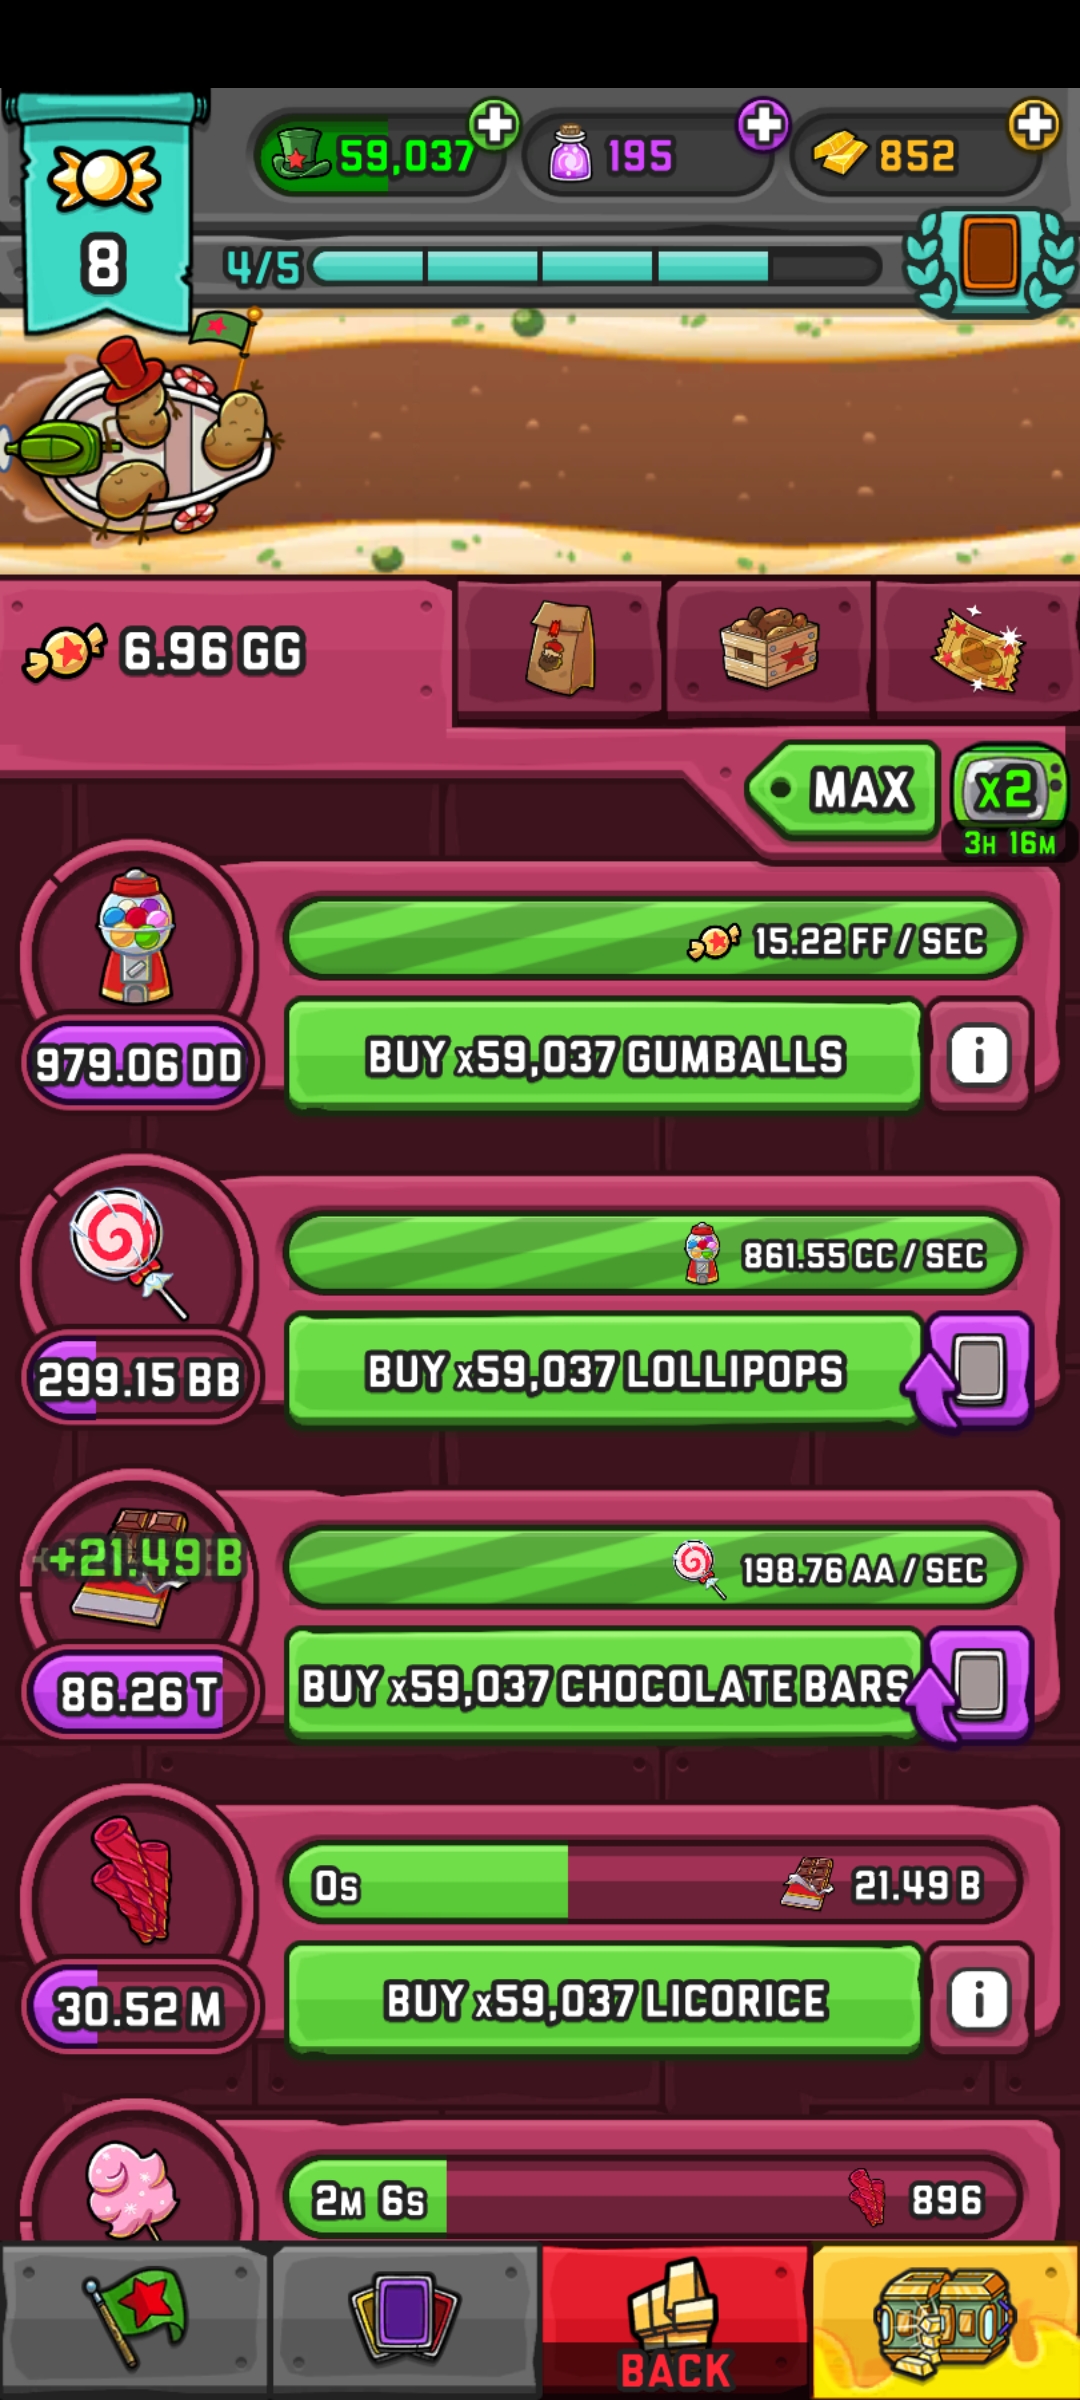 59,037
195
852
8
4/5
6.96 GG
MAX
x2
3H 16M
15.22 FF / SEC
979.06 DD
BUY x59,037 GUMBALLS
i
861.55 CC / SEC
299.15 BB
BUY x59,037 LOLLIPOPS
+21.49 B
198.76 AA / SEC
86.26 T
BUY x59,037 CHOCOLATE BARS
0s
21.49 B
30.52 M
BUY x59,037 LICORICE
i
2M 6s
896
BACK